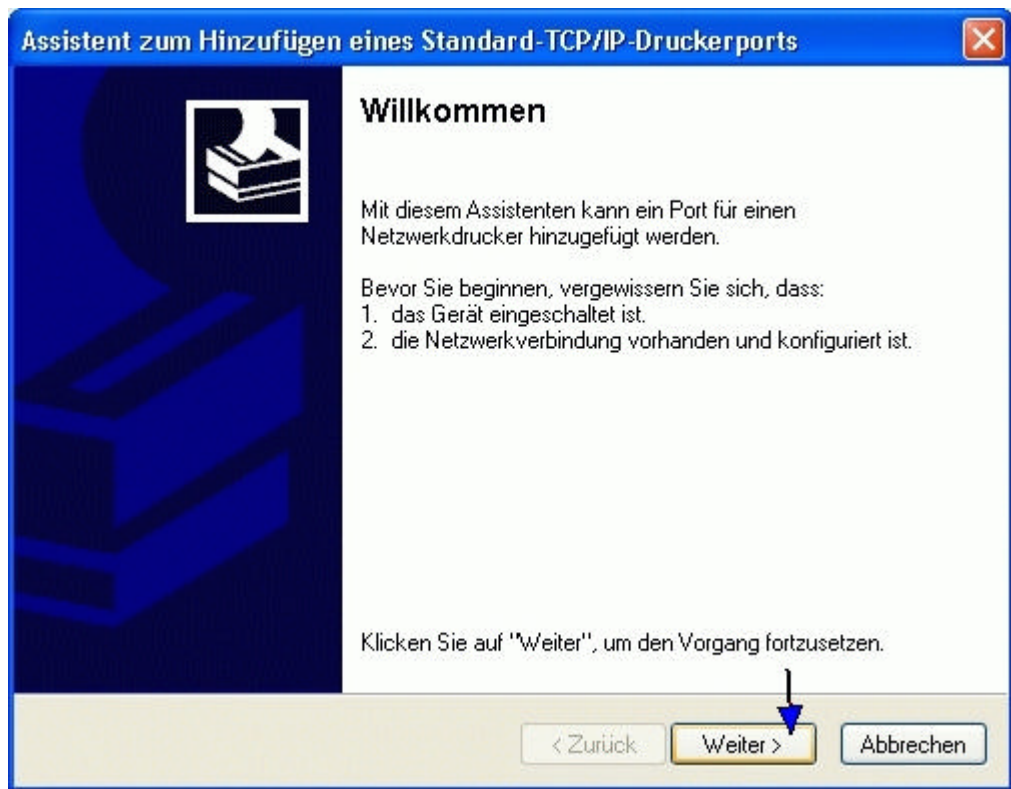 Assistent zum Hinzufügen eines Standard-TCP/IP-Druckerports
Willkommen
Mit diesem Assistenten kann ein Port für einen
Netzwerkdrucker hinzugefügt werden.
Bevor Sie beginnen, vergewissern Sie sich, dass:
1. das Gerät eingeschaltet ist.
2. die Netzwerkverbindung vorhanden und konfiguriert ist.
Klicken Sie auf "Weiter", um den Vorgang fortzusetzen.
< Zurück Weiter > Abbrechen